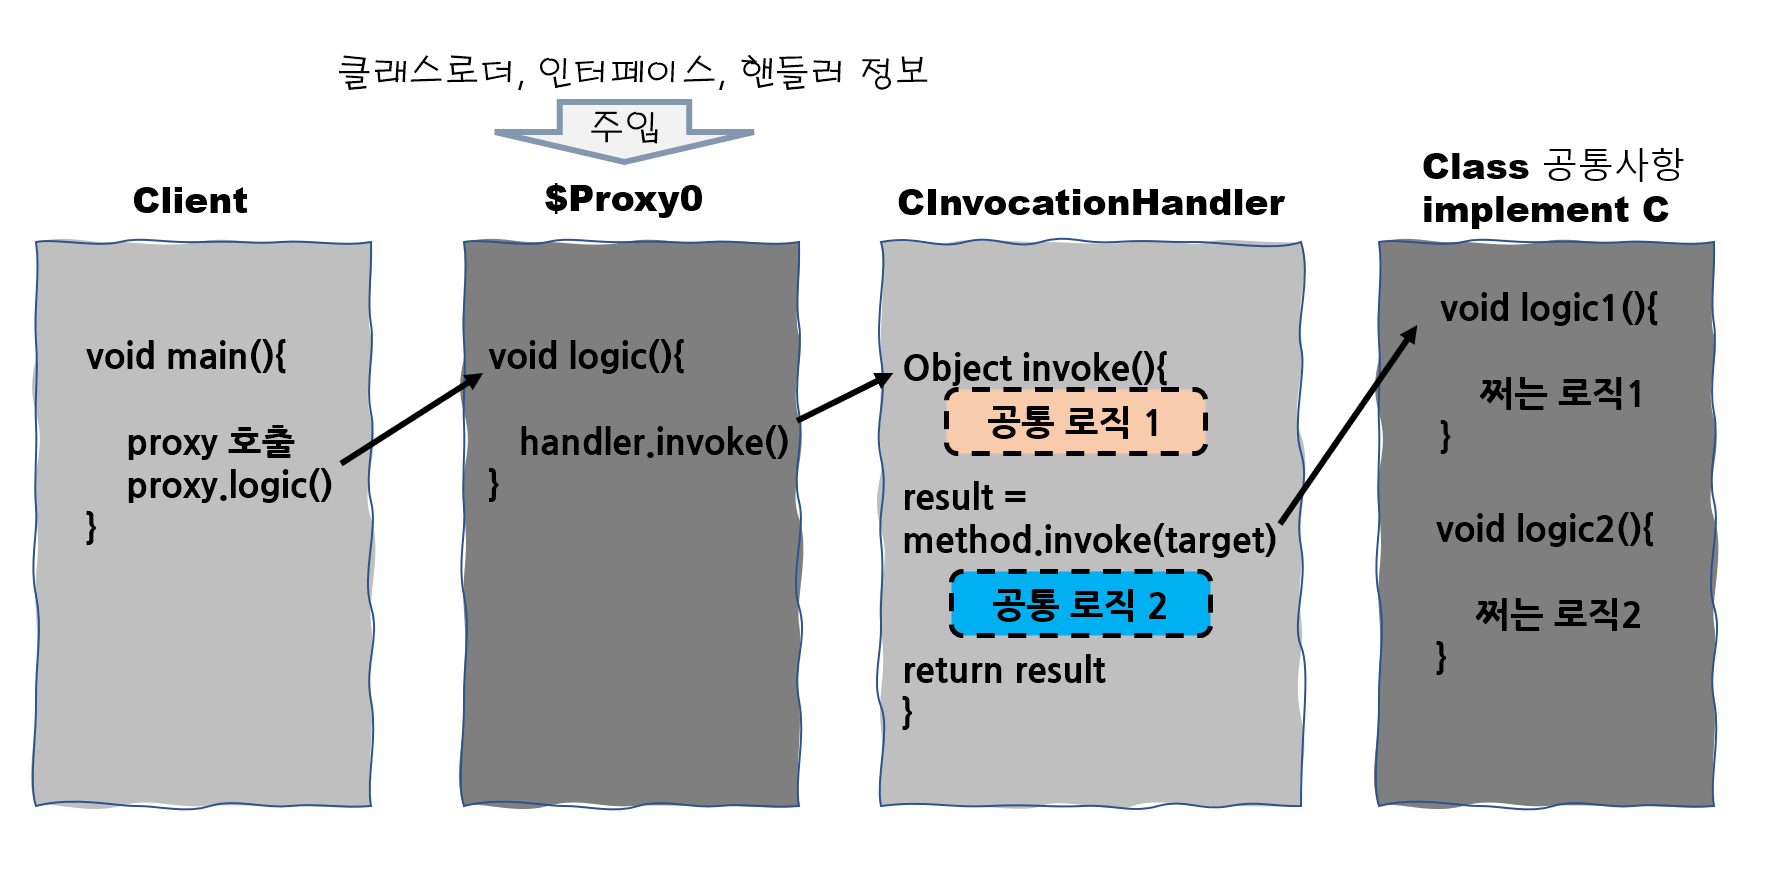 클래스로더, 인터페이스, 핸들러 정보
주입
Client
void main(){
proxy 호출
proxy.logic()
}
$Proxy0
void logic(){
handler.invoke()
}
CInvocationHandler
Object invoke(){
공통 로직 1
result =
method.invoke(target)
공통 로직 2
return result
}
Class 공통사항
implement C
void logic1(){
쩌는 로직1
}
void logic2(){
쩌는 로직2
}